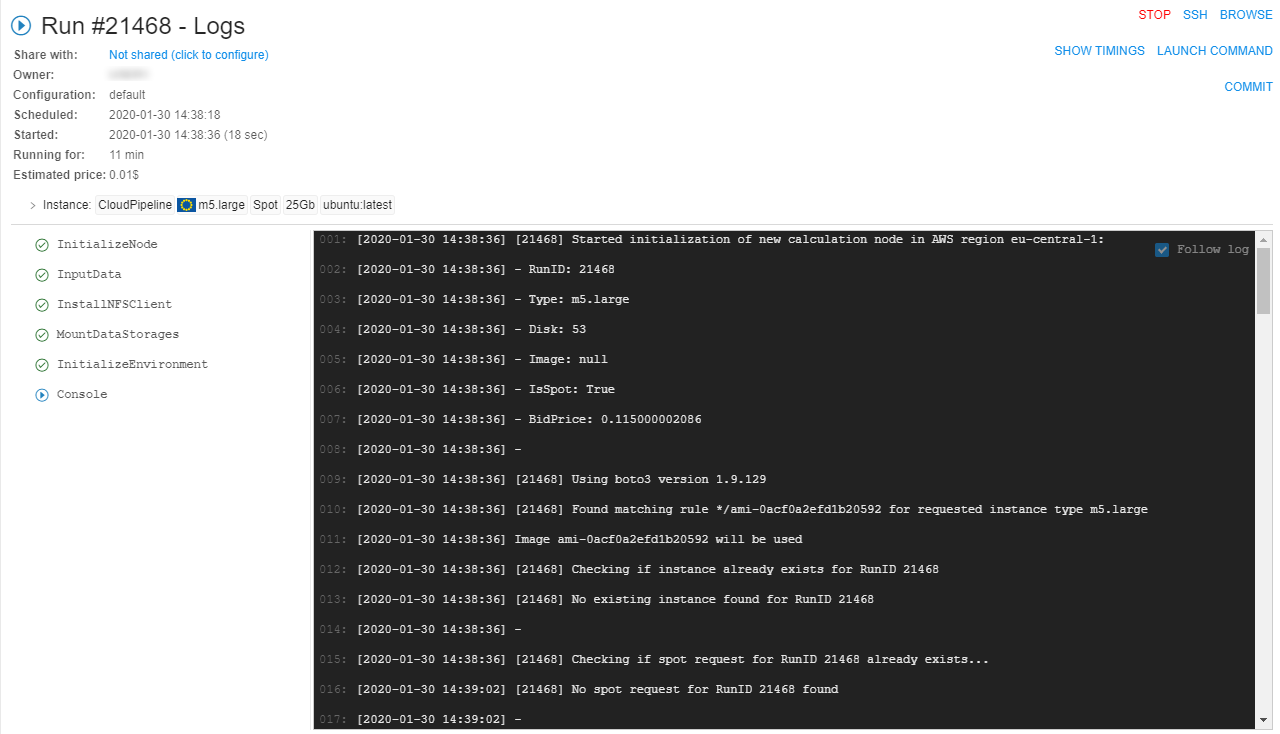 Run #21468 - Logs
STOP SSH BROWSE
Share with: Not shared (click to configure)
SHOW TIMINGS LAUNCH COMMAND
Owner:
Configuration: default
COMMIT
Scheduled: 2020-01-30 14:38:18
Started: 2020-01-30 14:38:36 (18 sec)
Running for: 11 min
Estimated price: 0.01$
Instance: CloudPipeline m5.large Spot 25Gb ubuntu:latest
InitializeNode
InputData
InstallNFSClient
MountDataStorages
InitializeEnvironment
Console
Follow log
001: [2020-01-30 14:38:36] [21468] Started initialization of new calculation node in AWS region eu-central-1:
002: [2020-01-30 14:38:36] - RunID: 21468
003: [2020-01-30 14:38:36] - Type: m5.large
004: [2020-01-30 14:38:36] - Disk: 53
005: [2020-01-30 14:38:36] - Image: null
006: [2020-01-30 14:38:36] - IsSpot: True
007: [2020-01-30 14:38:36] - BidPrice: 0.115000002086
008: [2020-01-30 14:38:36] -
009: [2020-01-30 14:38:36] [21468] Using boto3 version 1.9.129
010: [2020-01-30 14:38:36] [21468] Found matching rule */ami-0acf0a2efd1b20592 for requested instance type m5.large
011: [2020-01-30 14:38:36] Image ami-0acf0a2efd1b20592 will be used
012: [2020-01-30 14:38:36] [21468] Checking if instance already exists for RunID 21468
013: [2020-01-30 14:38:36] [21468] No existing instance found for RunID 21468
014: [2020-01-30 14:38:36] -
015: [2020-01-30 14:38:36] [21468] Checking if spot request for RunID 21468 already exists...
016: [2020-01-30 14:39:02] [21468] No spot request for RunID 21468 found
017: [2020-01-30 14:39:02] -